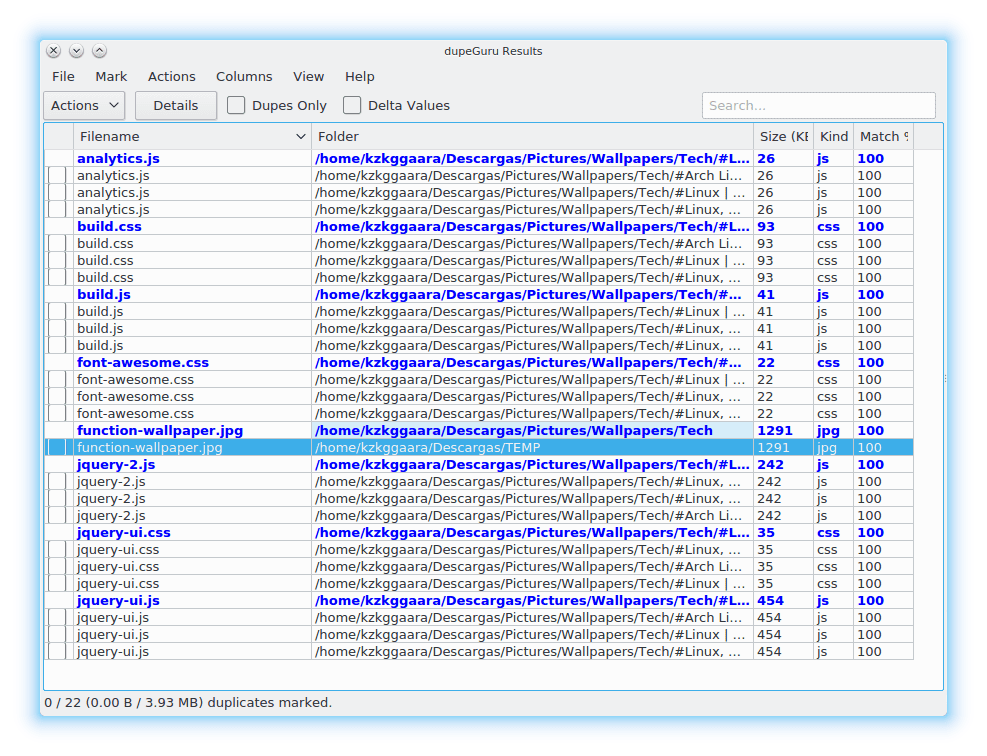 dupeGuru Results
File Mark Actions Columns View Help
Actions Details Dupes Only Delta Values Search...
Filename Folder Size (KB Kind Match %
analytics.js /home/kzkggaara/Descargas/Pictures/Wallpapers/Tech/#L... 26 js 100
analytics.js /home/kzkggaara/Descargas/Pictures/Wallpapers/Tech/#Arch Li... 26 js 100
analytics.js /home/kzkggaara/Descargas/Pictures/Wallpapers/Tech/#Linux | ... 26 js 100
analytics.js /home/kzkggaara/Descargas/Pictures/Wallpapers/Tech/#Linux, ... 26 js 100
build.css /home/kzkggaara/Descargas/Pictures/Wallpapers/Tech/#L... 93 css 100
build.css /home/kzkggaara/Descargas/Pictures/Wallpapers/Tech/#Arch Li... 93 css 100
build.css /home/kzkggaara/Descargas/Pictures/Wallpapers/Tech/#Linux | ... 93 css 100
build.css /home/kzkggaara/Descargas/Pictures/Wallpapers/Tech/#Linux, ... 93 css 100
build.js /home/kzkggaara/Descargas/Pictures/Wallpapers/Tech/#... 41 js 100
build.js /home/kzkggaara/Descargas/Pictures/Wallpapers/Tech/#Linux | ... 41 js 100
build.js /home/kzkggaara/Descargas/Pictures/Wallpapers/Tech/#Linux, ... 41 js 100
build.js /home/kzkggaara/Descargas/Pictures/Wallpapers/Tech/#Linux, ... 41 js 100
font-awesome.css /home/kzkggaara/Descargas/Pictures/Wallpapers/Tech/#... 22 css 100
font-awesome.css /home/kzkggaara/Descargas/Pictures/Wallpapers/Tech/#Linux | ... 22 css 100
font-awesome.css /home/kzkggaara/Descargas/Pictures/Wallpapers/Tech/#Linux, ... 22 css 100
font-awesome.css /home/kzkggaara/Descargas/Pictures/Wallpapers/Tech/#Linux, ... 22 css 100
function-wallpaper.jpg /home/kzkggaara/Descargas/Pictures/Wallpapers/Tech 1291 jpg 100
function-wallpaper.jpg /home/kzkggaara/Descargas/TEMP 1291 jpg 100
jquery-2.js /home/kzkggaara/Descargas/Pictures/Wallpapers/Tech/#L... 242 js 100
jquery-2.js /home/kzkggaara/Descargas/Pictures/Wallpapers/Tech/#Linux, ... 242 js 100
jquery-2.js /home/kzkggaara/Descargas/Pictures/Wallpapers/Tech/#Linux, ... 242 js 100
jquery-2.js /home/kzkggaara/Descargas/Pictures/Wallpapers/Tech/#Arch Li... 242 js 100
jquery-ui.css /home/kzkggaara/Descargas/Pictures/Wallpapers/Tech/#L... 35 css 100
jquery-ui.css /home/kzkggaara/Descargas/Pictures/Wallpapers/Tech/#Linux, ... 35 css 100
jquery-ui.css /home/kzkggaara/Descargas/Pictures/Wallpapers/Tech/#Arch Li... 35 css 100
jquery-ui.css /home/kzkggaara/Descargas/Pictures/Wallpapers/Tech/#Linux | ... 35 css 100
jquery-ui.js /home/kzkggaara/Descargas/Pictures/Wallpapers/Tech/#L... 454 js 100
jquery-ui.js /home/kzkggaara/Descargas/Pictures/Wallpapers/Tech/#Arch Li... 454 js 100
jquery-ui.js /home/kzkggaara/Descargas/Pictures/Wallpapers/Tech/#Linux | ... 454 js 100
jquery-ui.js /home/kzkggaara/Descargas/Pictures/Wallpapers/Tech/#Linux, ... 454 js 100
0 / 22 (0.00 B / 3.93 MB) duplicates marked.